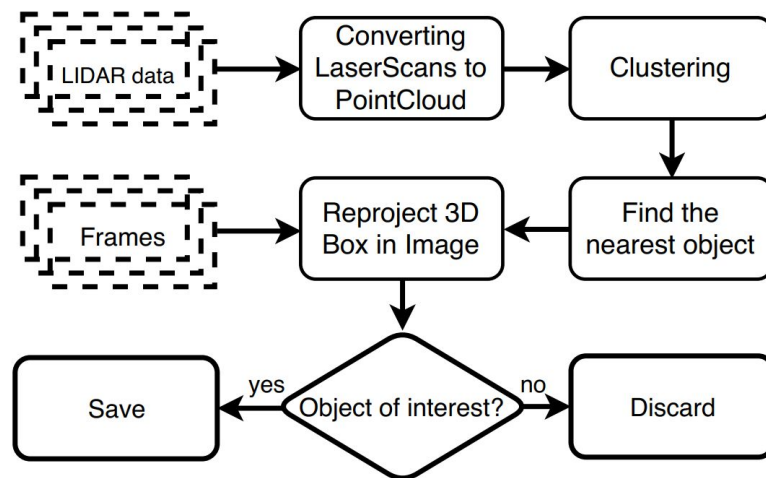 LIDAR data
Converting
LaserScans to
PointCloud
Clustering
Frames
Reproject 3D
Box in Image
Find the
nearest object
Save
yes
Object of interest?
no
Discard